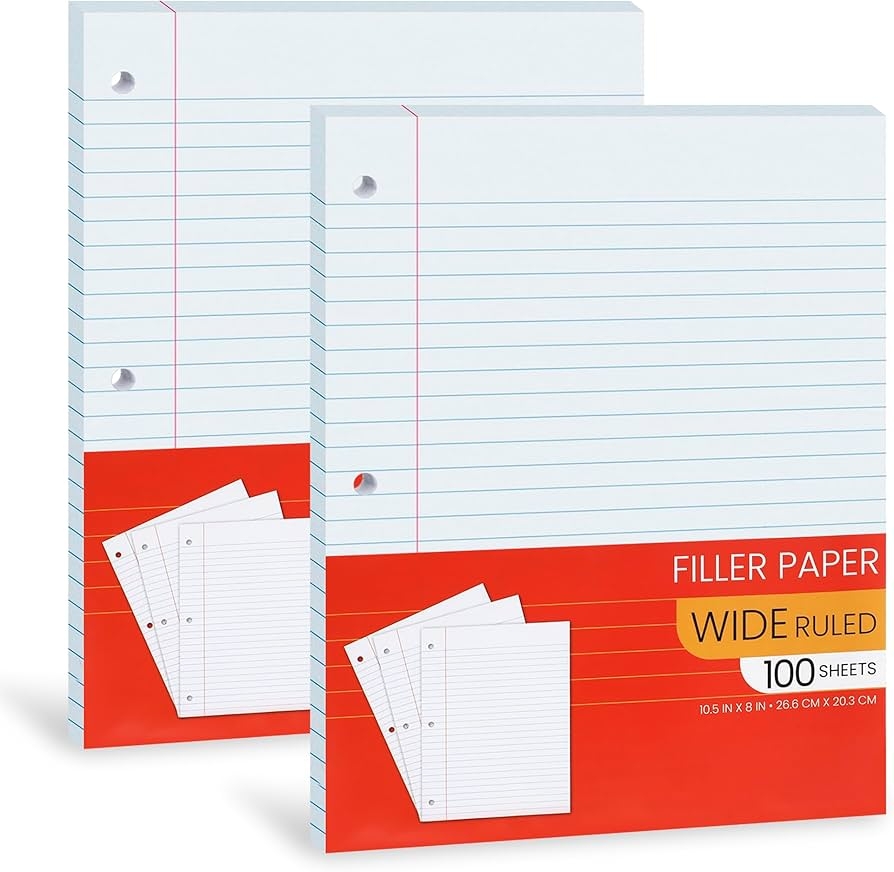 FILLER PAPER
WIDE RULED
100 SHEETS
10.5 IN X 8 IN • 26.6 CM X 20.3 CM